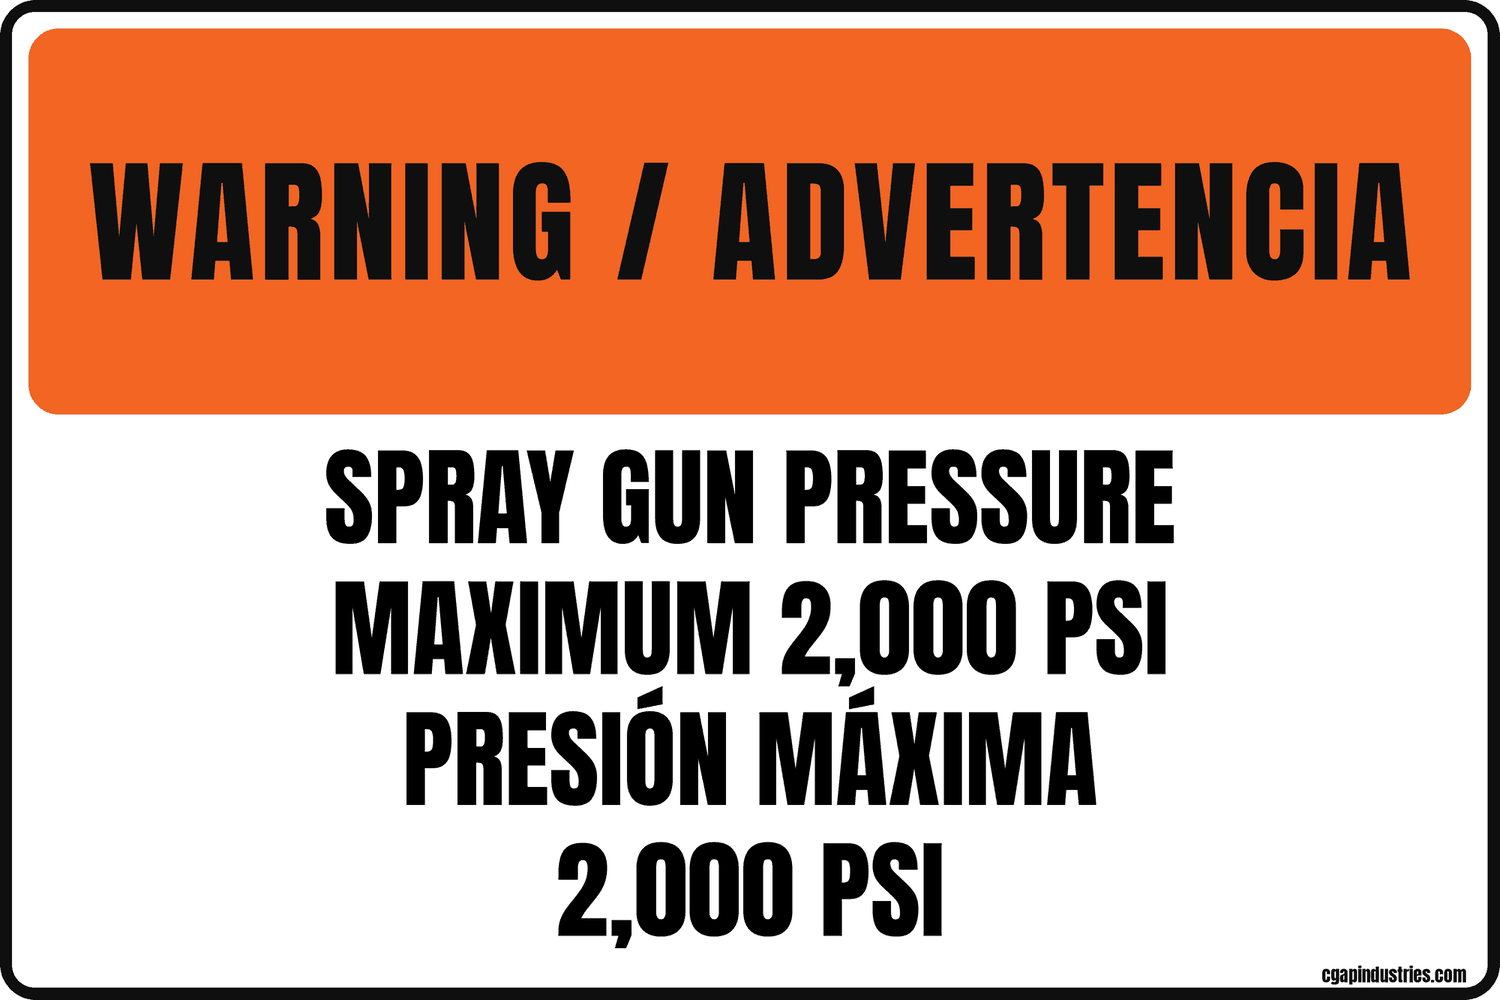 WARNING / ADVERTENCIA
SPRAY GUN PRESSURE
MAXIMUM 2,000 PSI
PRESIÓN MÁXIMA
2,000 PSI
cgapindustries.com